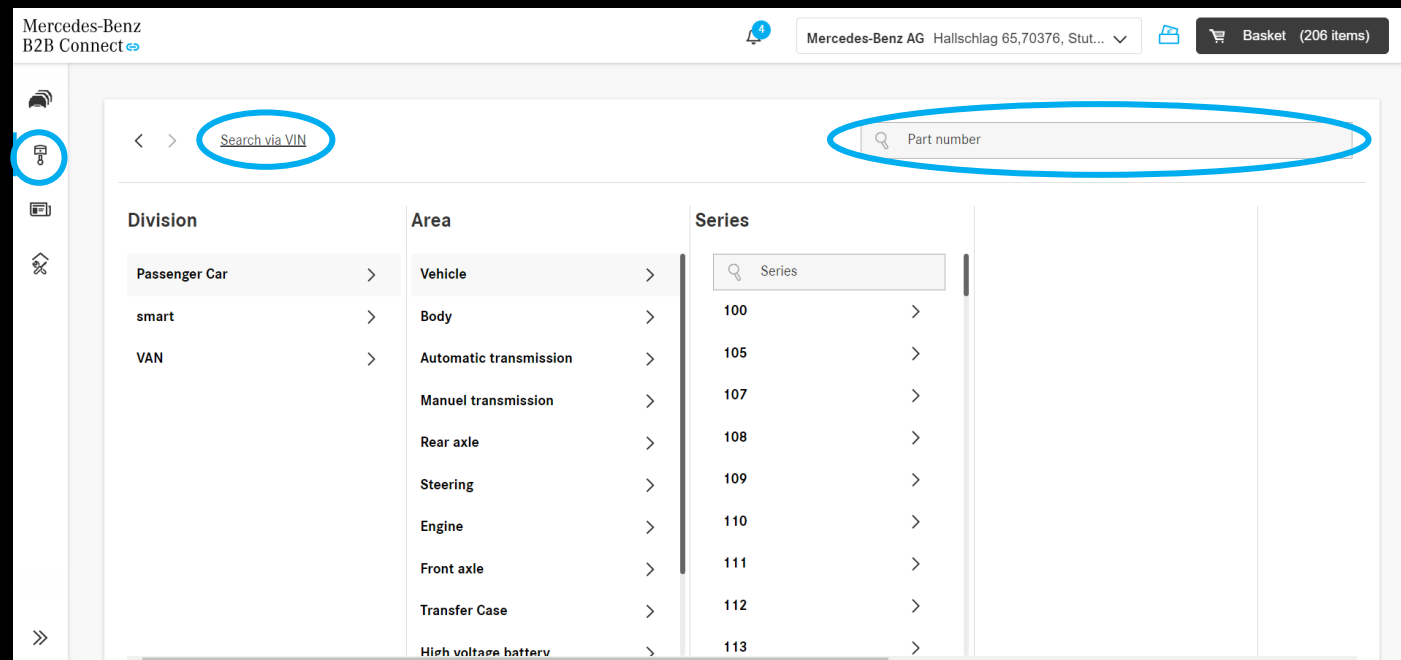 Mercedes-Benz
B2B Connect
4
Mercedes-Benz AG Hallschlag 65,70376, Stut...
Basket (206 items)
Search via VIN
Part number
Division
Passenger Car
smart
VAN
Area
Vehicle
Body
Automatic transmission
Manuel transmission
Rear axle
Steering
Engine
Front axle
Transfer Case
High voltage battery
Series
Series
100
105
107
108
109
110
111
112
113